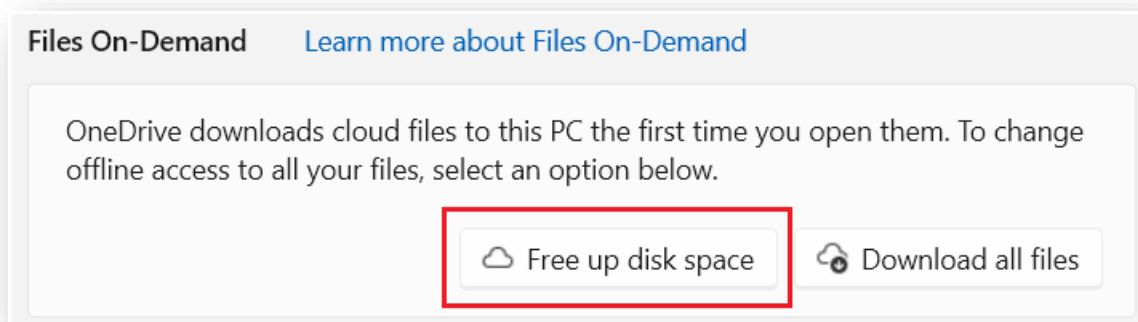 Files On-Demand Learn more about Files On-Demand
OneDrive downloads cloud files to this PC the first time you open them. To change
offline access to all your files, select an option below.
Free up disk space Download all files